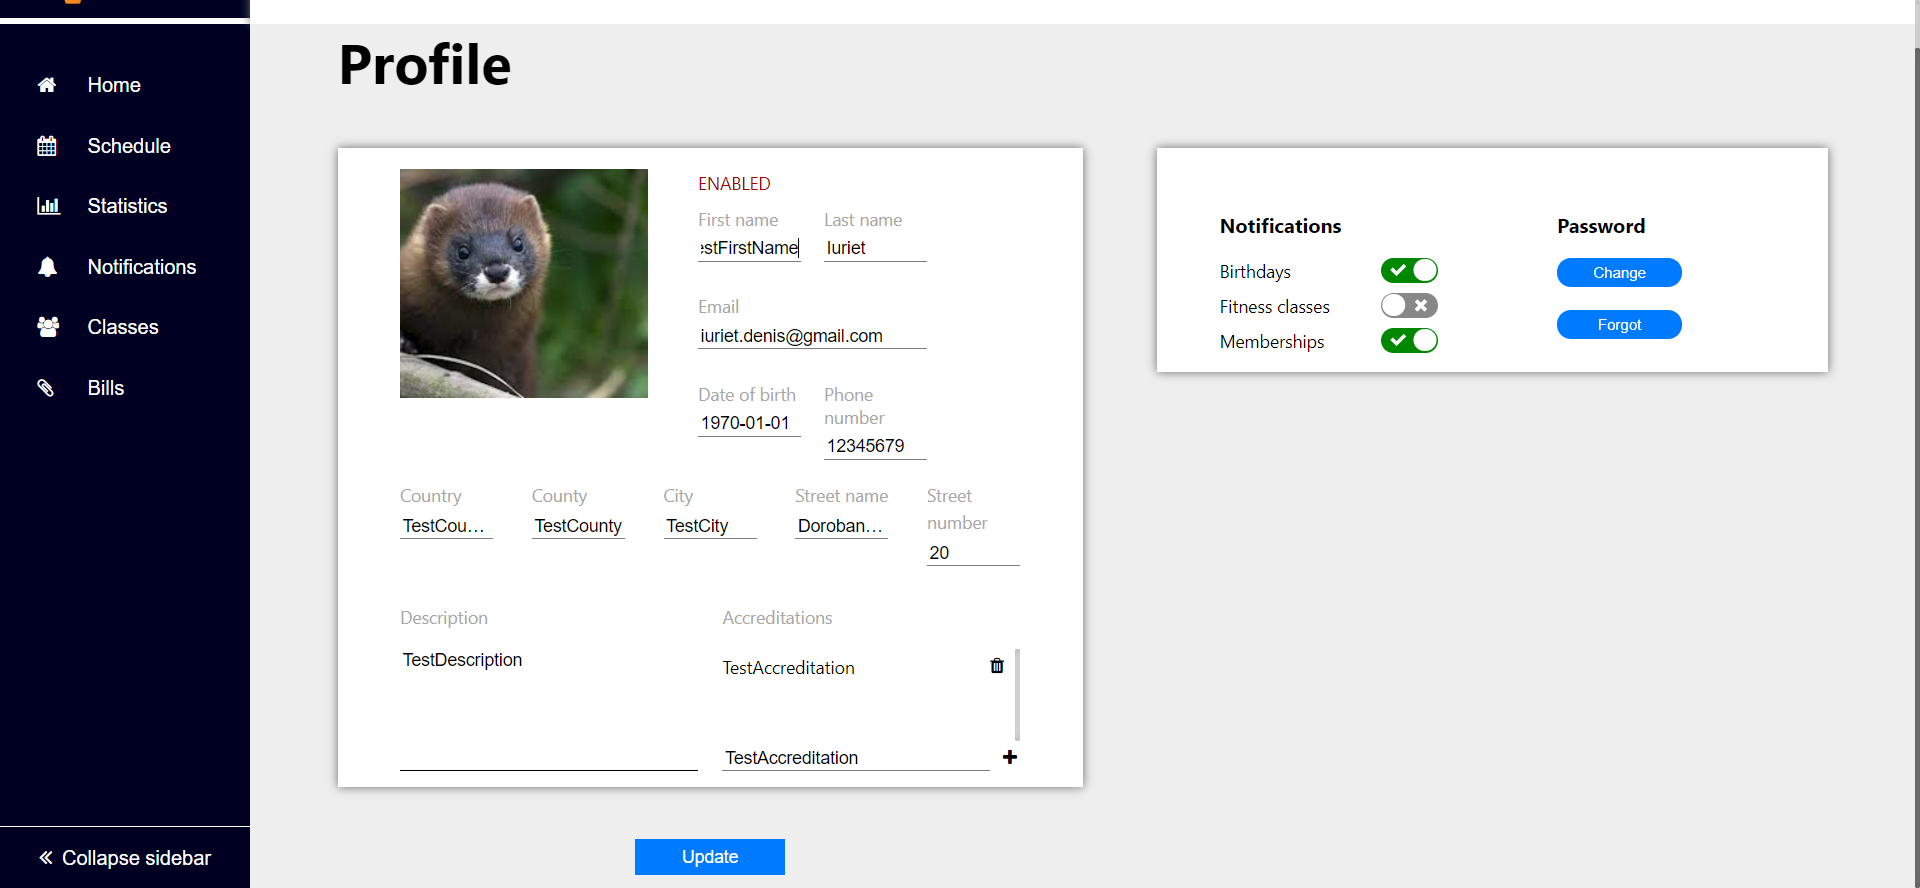 Home
Schedule
Statistics
Notifications
Classes
Bills
Collapse sidebar
Profile
ENABLED
First name
Last name
estFirstName
Iuriet
Email
iuriet.denis@gmail.com
Date of birth
Phone
number
1970-01-01
12345679
Country
County
City
Street name
Street
number
TestCou...
TestCounty
TestCity
Doroban...
20
Description
Accreditations
TestDescription
TestAccreditation
TestAccreditation
Update
Notifications
Password
Birthdays
Change
Fitness classes
Forgot
Memberships